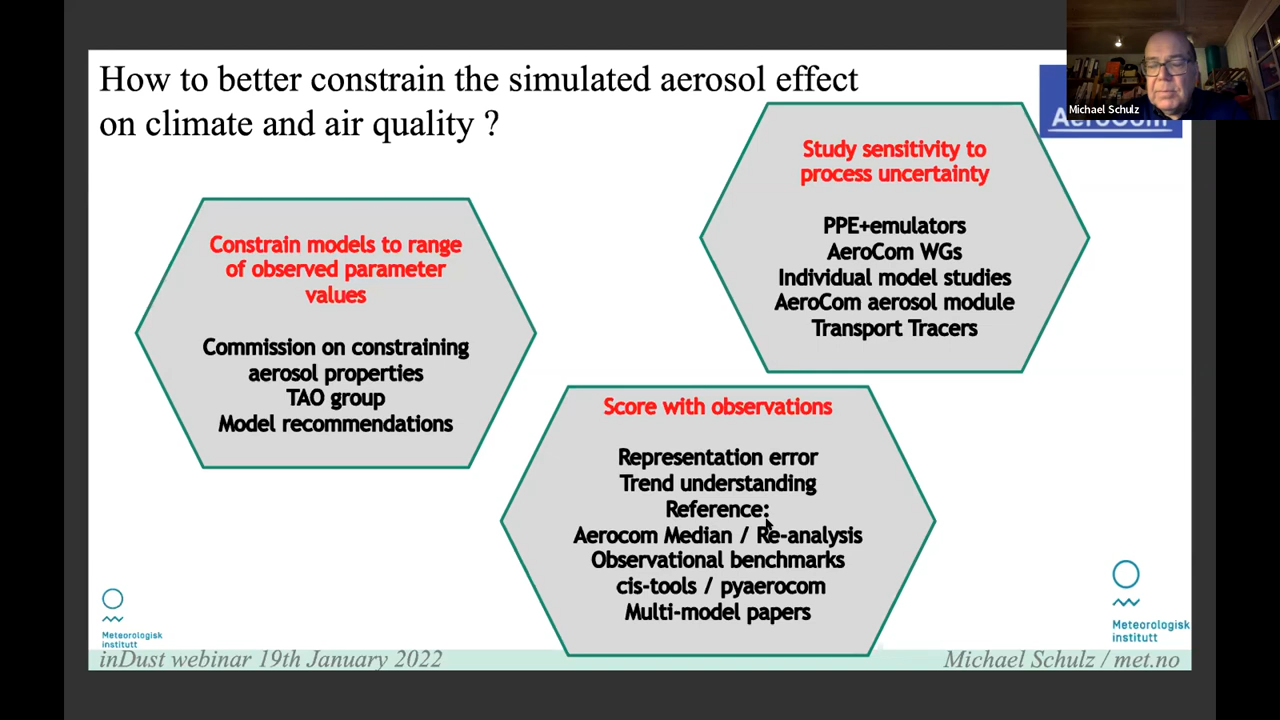 How to better constrain the simulated aerosol effect
on climate and air quality ?
Michael Schulz
AeroCom
Study sensitivity to
process uncertainty
PPE+emulators
AeroCom WGs
Individual model studies
AeroCom aerosol module
Transport Tracers
Constrain models to range
of observed parameter
values
Commission on constraining
aerosol properties
TAO group
Model recommendations
Score with observations
Representation error
Trend understanding
Reference:
Aerocom Median / Re-analysis
Observational benchmarks
cis-tools / pyaerocom
Multi-model papers
Meteorologisk
institutt
Meteorologisk
institutt
inDust webinar 19th January 2022
Michael Schulz / met.no